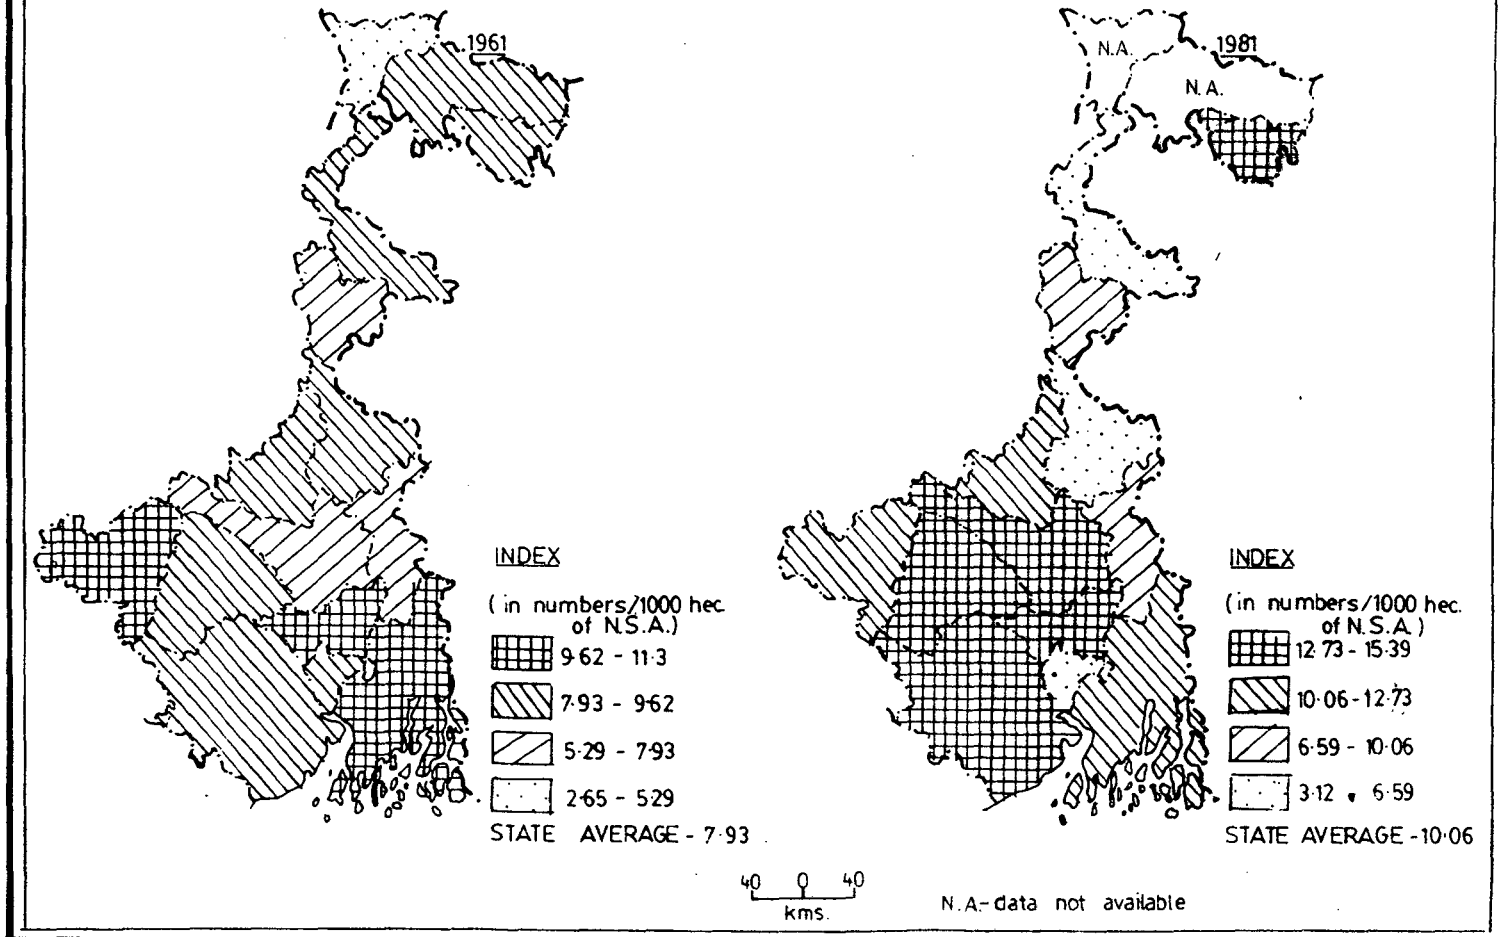 1961
INDEX
(in numbers/1000 hec.
of N.S.A.)
9·62 - 11·3
7·93 - 9·62
5·29 - 7·93
2·65 - 5·29
STATE AVERAGE - 7·93
N.A.
1981
N.A.
INDEX
(in numbers/1000 hec.
of N.S.A.)
12·73 - 15·39
10·06 - 12·73
6·59 - 10·06
3·12 - 6·59
STATE AVERAGE - 10·06
40 0 40
kms.
N.A.- data not available